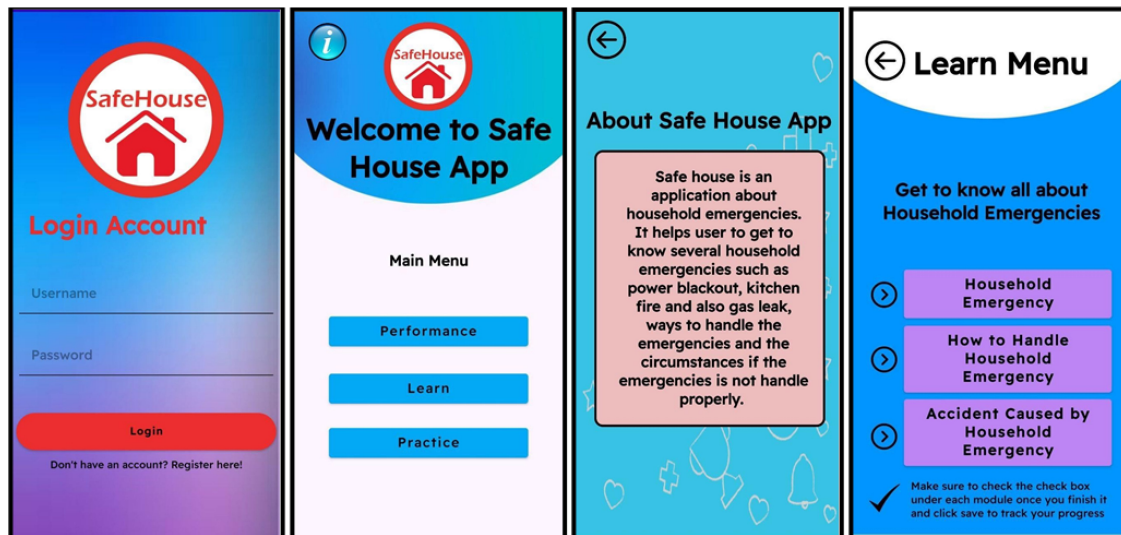 SafeHouse
Login Account
Username
Password
Login
Don't have an account? Register here!
i
SafeHouse
Welcome to Safe
House App
Main Menu
Performance
Learn
Practice
About Safe House App
Safe house is an
application about
household emergencies.
It helps user to get to
know several household
emergencies such as
power blackout, kitchen
fire and also gas leak,
ways to handle the
emergencies and the
circumstances if the
emergencies is not handle
properly.
Learn Menu
Get to know all about
Household Emergencies
Household
Emergency
How to Handle
Household
Emergency
Accident Caused by
Household
Emergency
Make sure to check the check box
under each module once you finish it
and click save to track your progress